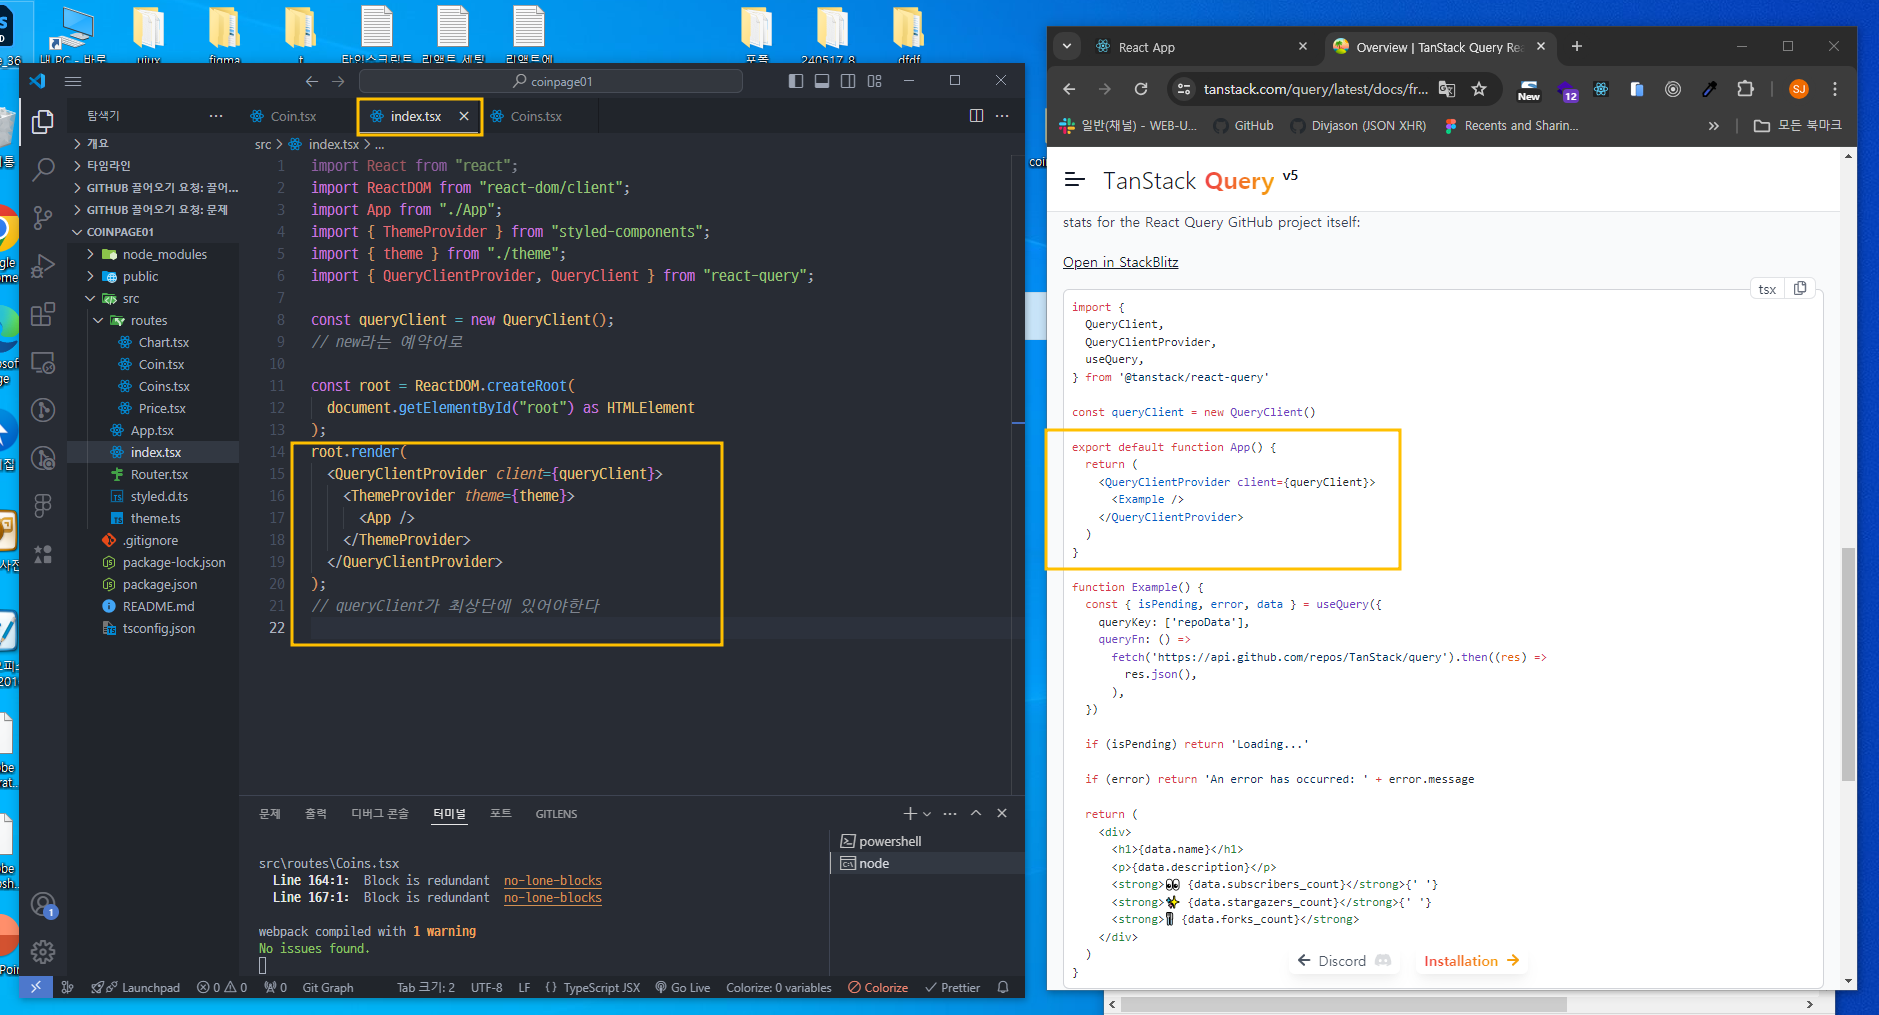 내 PC - 바로
uiux
figma
t
타입스크립트
리액트 세팅
리액트에
포폴
240517_8
dfdf
coinpage01
탐색기
Coin.tsx
index.tsx
Coins.tsx
개요
타임라인
GITHUB 끌어오기 요청: 끌어...
GITHUB 끌어오기 요청: 문제
COINPAGE01
node_modules
public
src
routes
Chart.tsx
Coin.tsx
Coins.tsx
Price.tsx
App.tsx
index.tsx
Router.tsx
styled.d.ts
theme.ts
.gitignore
package-lock.json
package.json
README.md
tsconfig.json
src > index.tsx > ...
1 import React from "react";
2 import ReactDOM from "react-dom/client";
3 import App from "./App";
4 import { ThemeProvider } from "styled-components";
5 import { theme } from "./theme";
6 import { QueryClientProvider, QueryClient } from "react-query";
7
8 const queryClient = new QueryClient();
9 // new라는 예약어로
10
11 const root = ReactDOM.createRoot(
12 document.getElementById("root") as HTMLElement
13 );
14 root.render(
15 <QueryClientProvider client={queryClient}>
16 <ThemeProvider theme={theme}>
17 <App />
18 </ThemeProvider>
19 </QueryClientProvider>
20 );
21 // queryClient가 최상단에 있어야한다
22
문제 출력 디버그 콘솔 터미널 포트 GITLENS
powershell
node
src\routes\Coins.tsx
Line 164:1: Block is redundant no-lone-blocks
Line 167:1: Block is redundant no-lone-blocks
webpack compiled with 1 warning
No issues found.
1
Launchpad 0 0 0 Git Graph Tab 크기: 2 UTF-8 LF {} TypeScript JSX Go Live Colorize: 0 variables Colorize Prettier
React App
Overview | TanStack Query Rea
tanstack.com/query/latest/docs/fr...
New
12
SJ
일반(채널) - WEB-U...
GitHub
Divjason (JSON XHR)
Recents and Sharin...
모든 북마크
TanStack Query v5
stats for the React Query GitHub project itself:
Open in StackBlitz
tsx
import {
QueryClient,
QueryClientProvider,
useQuery,
} from '@tanstack/react-query'
const queryClient = new QueryClient()
export default function App() {
return (
<QueryClientProvider client={queryClient}>
<Example />
</QueryClientProvider>
)
}
function Example() {
const { isPending, error, data } = useQuery({
queryKey: ['repoData'],
queryFn: () =>
fetch('https://api.github.com/repos/TanStack/query').then((res) =>
res.json(),
),
})
if (isPending) return 'Loading...'
if (error) return 'An error has occurred: ' + error.message
return (
<div>
<h1>{data.name}</h1>
<p>{data.description}</p>
<strong>👀 {data.subscribers_count}</strong>{' '}
<strong>✨ {data.stargazers_count}</strong>{' '}
<strong>🍴 {data.forks_count}</strong>
</div>
)
}
Discord
Installation